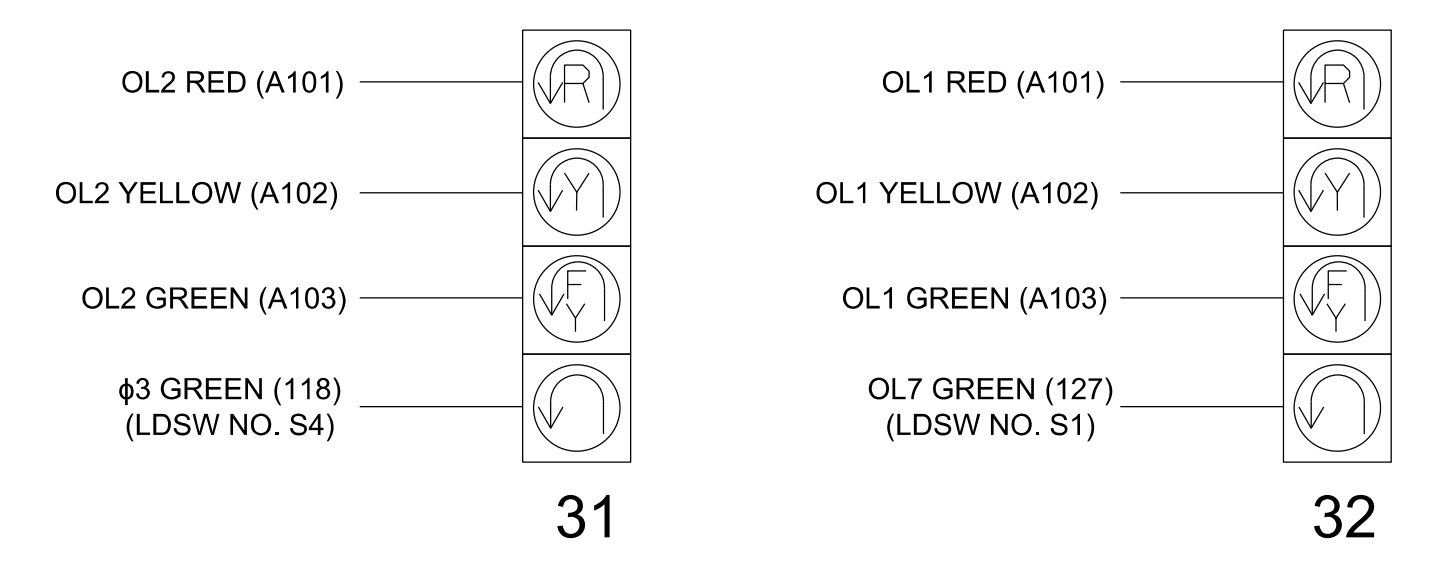 OL2 RED (A101)
R
OL2 YELLOW (A102)
Y
OL2 GREEN (A103)
F
Y
ϕ3 GREEN (118)
(LDSW NO. S4)
31
OL1 RED (A101)
R
OL1 YELLOW (A102)
Y
OL1 GREEN (A103)
F
Y
OL7 GREEN (127)
(LDSW NO. S1)
32